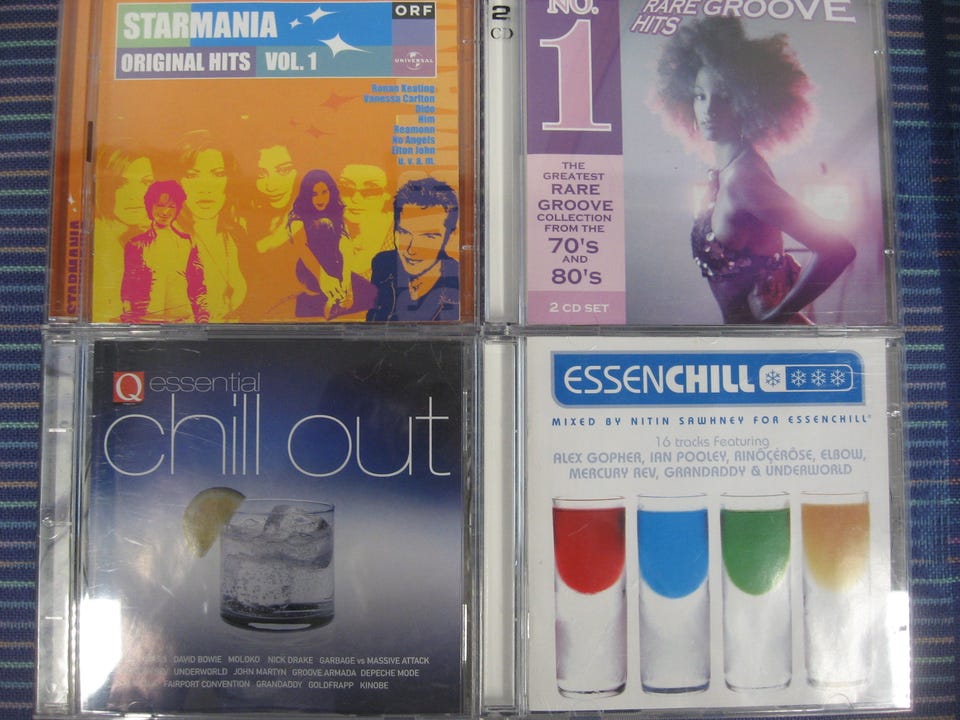 STARMANIA
ORF
ORIGINAL HITS VOL. 1
UNIVERSAL
Ronan Keating
Vanessa Carlton
Dido
Him
Reamonn
No Angels
Elton John
u. v. a. m.
STARMANIA
2
CD
NO.
1
RARE GROOVE
HITS
THE
GREATEST
RARE
GROOVE
COLLECTION
FROM THE
70'S
AND
80'S
2 CD SET
Q essential
chill out
DAVID BOWIE MOLOKO NICK DRAKE GARBAGE vs MASSIVE ATTACK
UNDERWORLD JOHN MARTYN GROOVE ARMADA DEPECHE MODE
FAIRPORT CONVENTION GRANDADDY GOLDFRAPP KINOBE
ESSENCHILL
MIXED BY NITIN SAWHNEY FOR ESSENCHILL®
16 tracks Featuring
ALEX GOPHER, IAN POOLEY, RINÔÇÉRÔSE, ELBOW,
MERCURY REV, GRANDADDY & UNDERWORLD